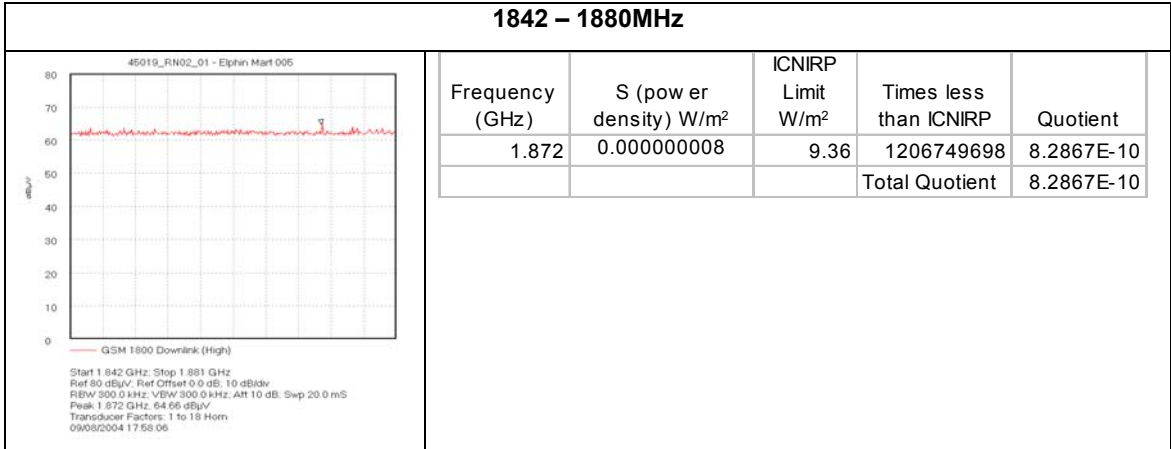 1842 – 1880MHz
45019_RN02_01 - Elphin Mart 005
80
70
60
50
40
30
20
10
0
dBµV
GSM 1800 Downlink (High)
Start 1.842 GHz; Stop 1.881 GHz
Ref 80 dBµV; Ref Offset 0.0 dB; 10 dB/div
RBW 300.0 kHz; VBW 300.0 kHz; Att 10 dB; Swp 20.0 mS
Peak 1.872 GHz, 64.66 dBµV
Transducer Factors: 1 to 18 Horn
09/08/2004 17:58:06
Frequency (GHz) S (pow er density) W/m² ICNIRP Limit W/m² Times less than ICNIRP Quotient
1.872 0.000000008 9.36 1206749698 8.2867E-10
Total Quotient 8.2867E-10